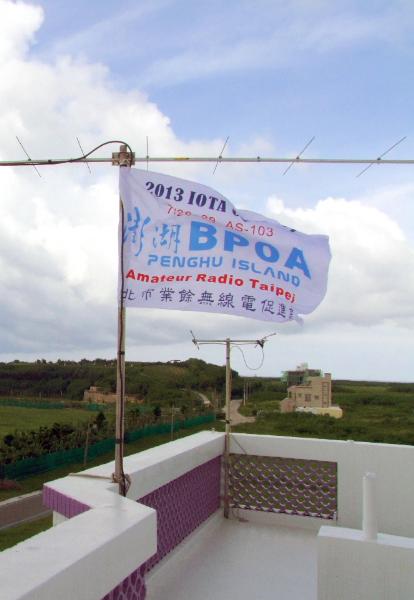 2013 IOTA
AS-103
澎湖 BPOA
PENGHU ISLAND
Amateur Radio Taipei
北市業餘無線電促進